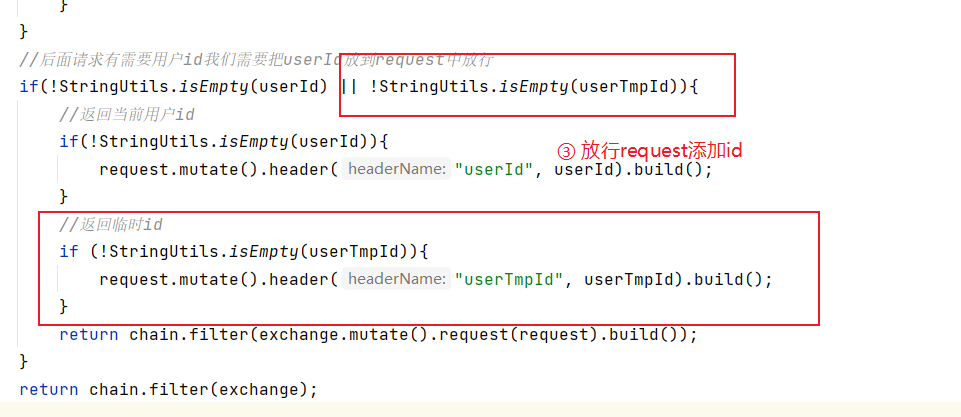 }
}
//后面请求有需要用户id我们需要把userId放到request中放行
if(!StringUtils.isEmpty(userId) || !StringUtils.isEmpty(userTmpId)){
//返回当前用户id
if(!StringUtils.isEmpty(userId)){
③ 放行request添加id
request.mutate().header( headerName: "userId", userId).build();
}
//返回临时id
if (!StringUtils.isEmpty(userTmpId)){
request.mutate().header( headerName: "userTmpId", userTmpId).build();
}
return chain.filter(exchange.mutate().request(request).build());
}
return chain.filter(exchange);